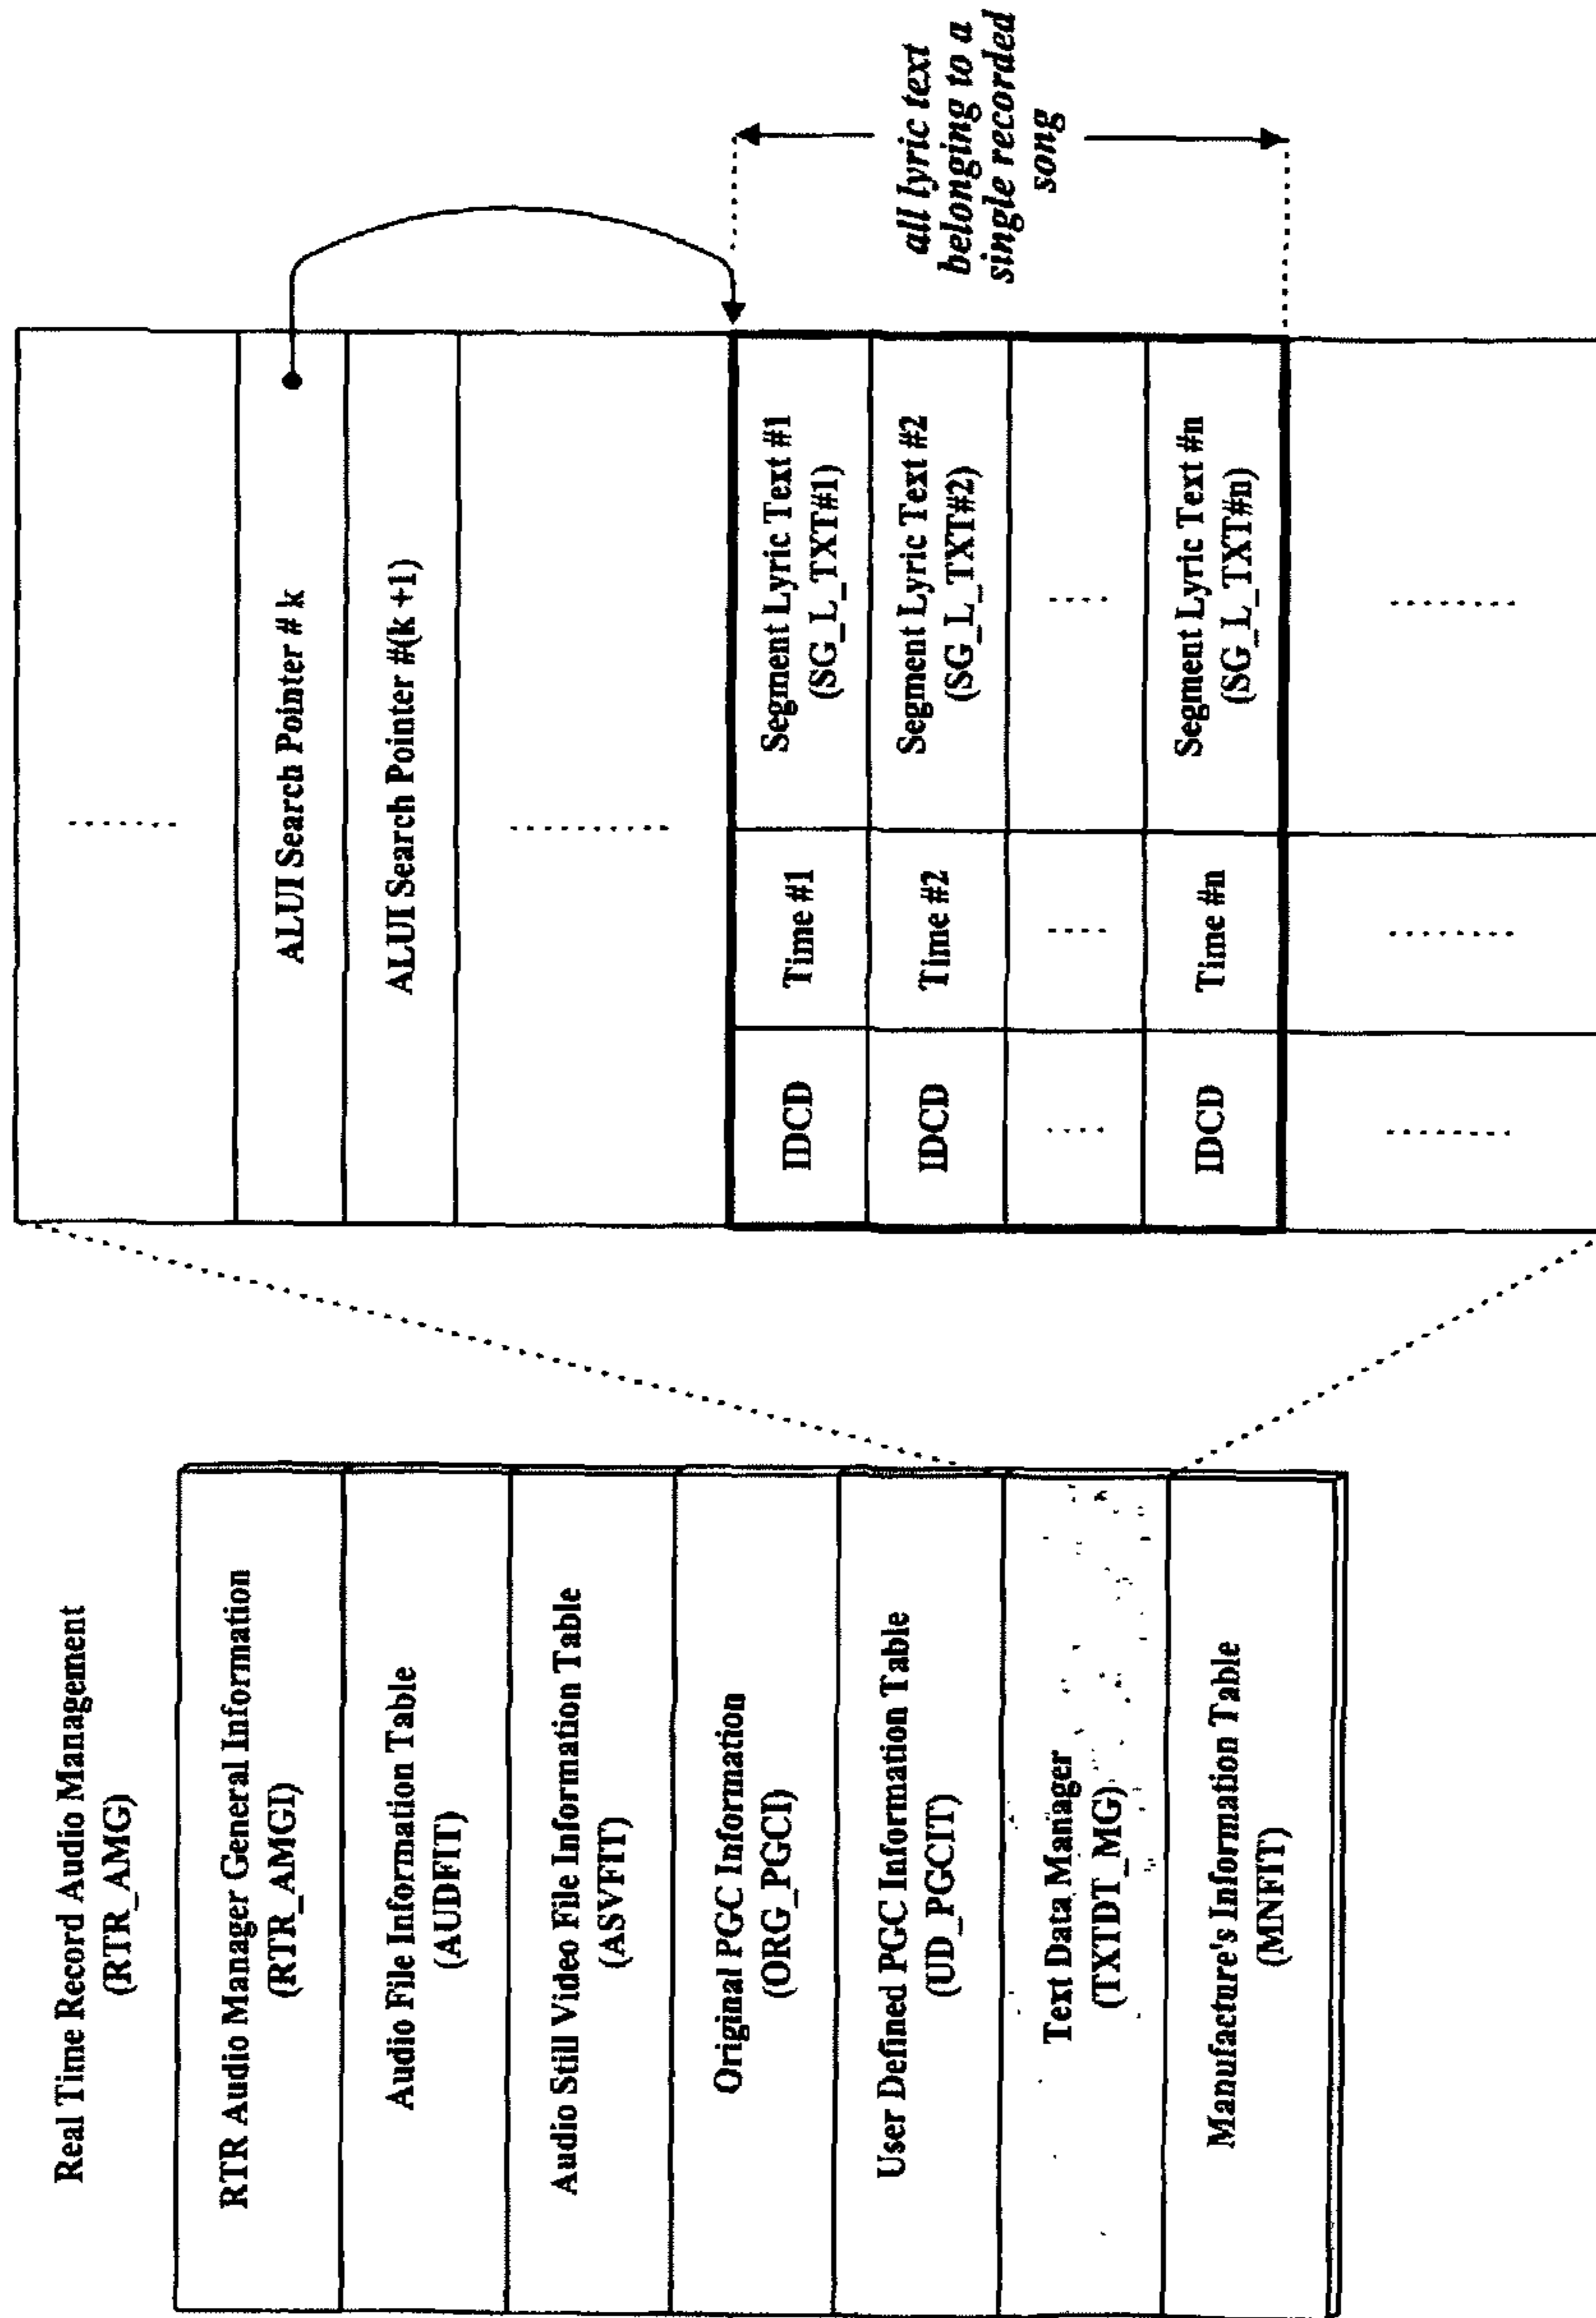 Real Time Record Audio Management
(RTR_AMG)
RTR Audio Manager General Information
(RTR_AMGI)
Audio File Information Table
(AUDFIT)
Audio Still Video File Information Table
(ASVFIT)
Original PGC Information
(ORG_PGCI)
User Defined PGC Information Table
(UD_PGCIT)
Text Data Manager
(TXTDT_MG)
Manufacture's Information Table
(MNFIT)
ALUI Search Pointer # k
ALUI Search Pointer #(k +1)
IDCD
Time #1
Segment Lyric Text #1
(SG_L_TXT#1)
IDCD
Time #2
Segment Lyric Text #2
(SG_L_TXT#2)
IDCD
Time #n
Segment Lyric Text #n
(SG_L_TXT#n)
all lyric text
belonging to a
single recorded
song